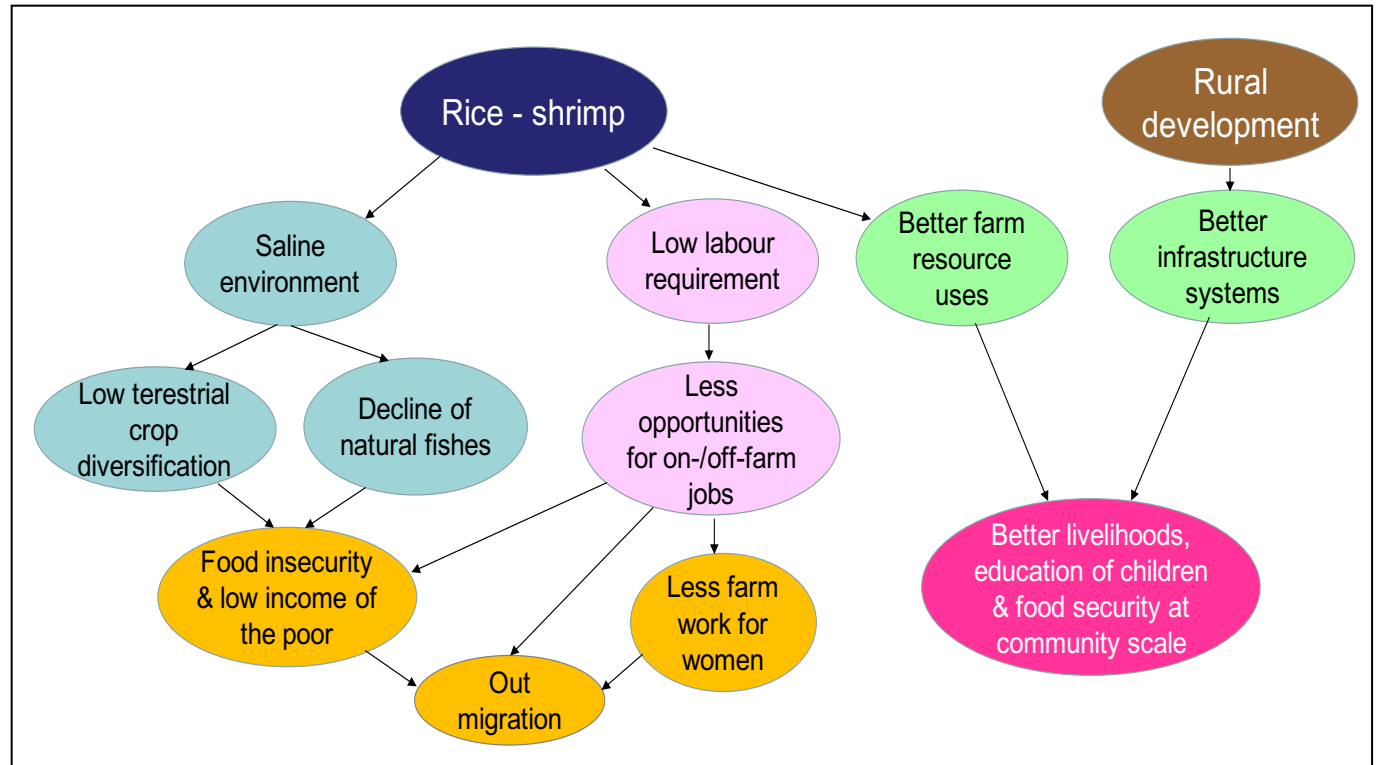 Rice - shrimp
Rural
development
Saline
environment
Low labour
requirement
Better farm
resource
uses
Better
infrastructure
systems
Low terestrial
crop
diversification
Decline of
natural fishes
Less
opportunities
for on-/off-farm
jobs
Food insecurity
& low income of
the poor
Less farm
work for
women
Better livelihoods,
education of children
& food security at
community scale
Out
migration